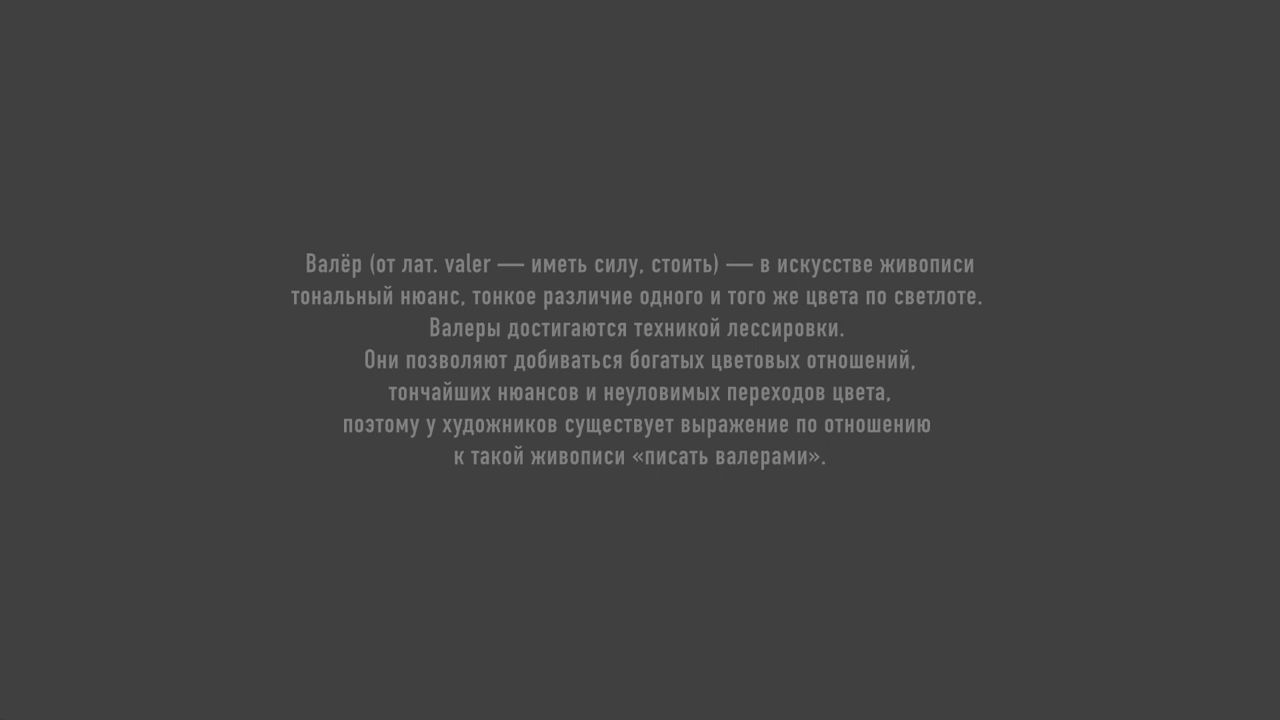 Валёр (от лат. valer — иметь силу, стоить) — в искусстве живописи
тональный нюанс, тонкое различие одного и того же цвета по светлоте.
Валеры достигаются техникой лессировки.
Они позволяют добиваться богатых цветовых отношений,
тончайших нюансов и неуловимых переходов цвета,
поэтому у художников существует выражение по отношению
к такой живописи «писать валерами».